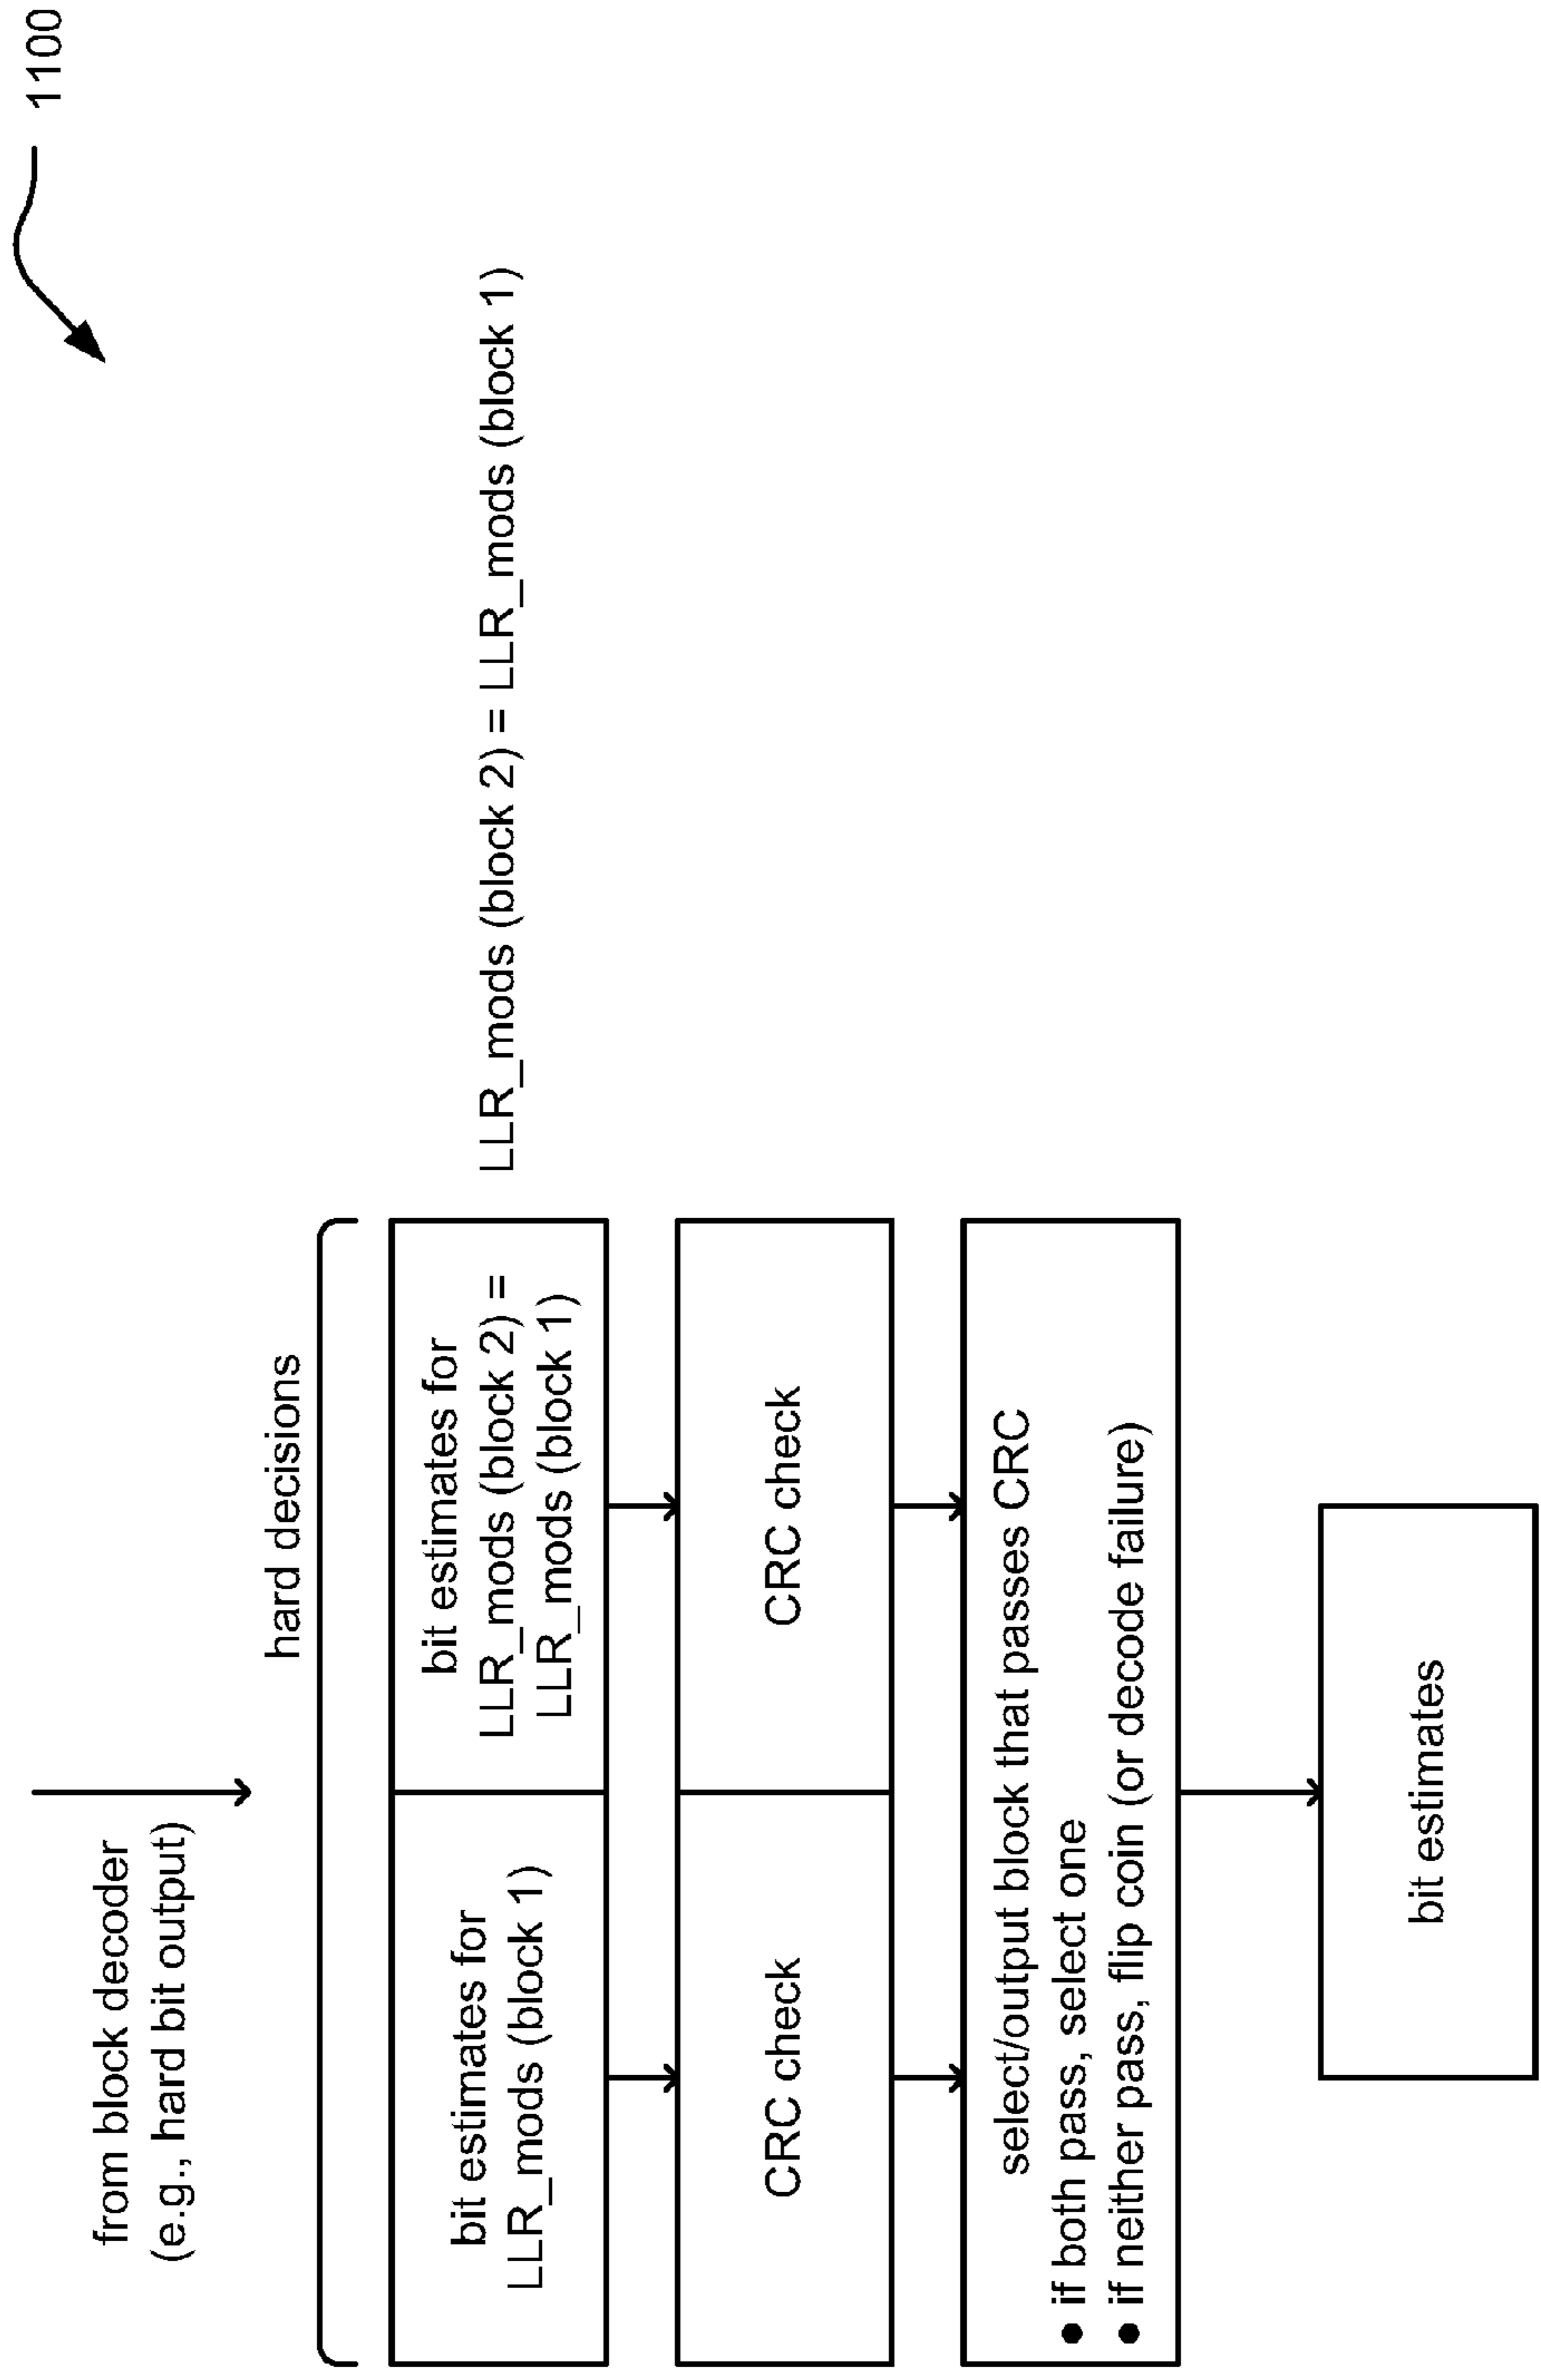 1100
from block decoder
(e.g., hard bit output)
hard decisions
bit estimates for
LLR_mods (block 1)
bit estimates for
LLR_mods (block 2) =
LLR_mods (block 1)
LLR_mods (block 2) = LLR_mods (block 1)
CRC check
CRC check
select/output block that passes CRC
● if both pass, select one
● if neither pass, flip coin (or decode failure)
bit estimates